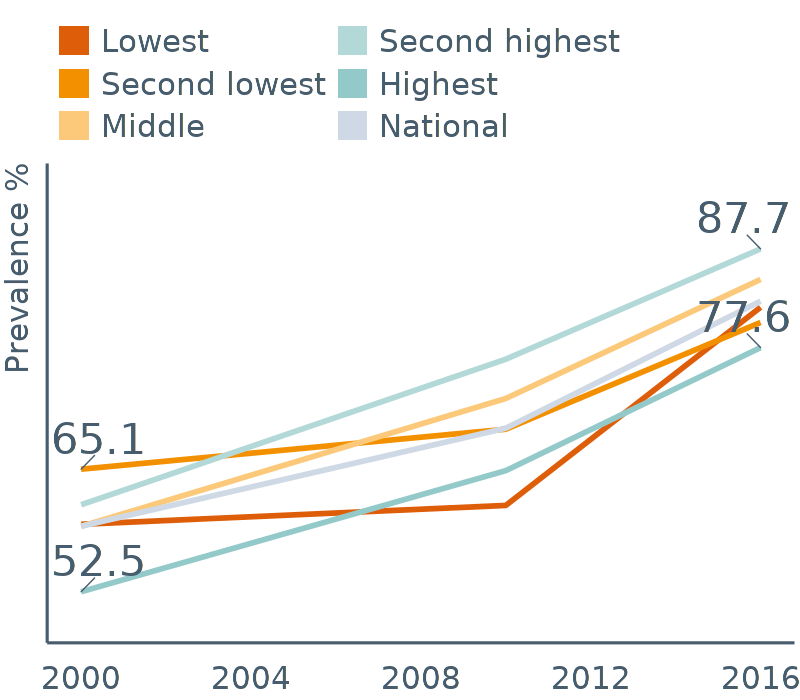 Lowest
Second lowest
Middle
Second highest
Highest
National
Prevalence %
87.7
77.6
65.1
52.5
2000 2004 2008 2012 2016